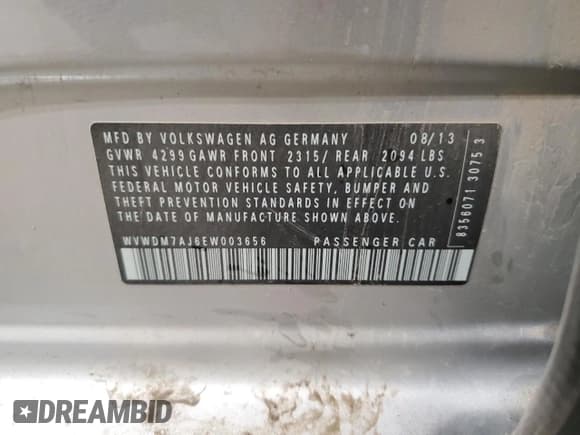 MFD BY VOLKSWAGEN AG GERMANY 08/13
GVWR 4299 GAWR FRONT 2315/ REAR 2094 LBS
THIS VEHICLE CONFORMS TO ALL APPLICABLE U.S.
FEDERAL MOTOR VEHICLE SAFETY, BUMPER AND
THEFT PREVENTION STANDARDS IN EFFECT ON THE
DATE OF MANUFACTURE SHOWN ABOVE.
WVWDM7AJ6EW003656 PASSENGER CAR
8356071 3075 3
DREAMBID